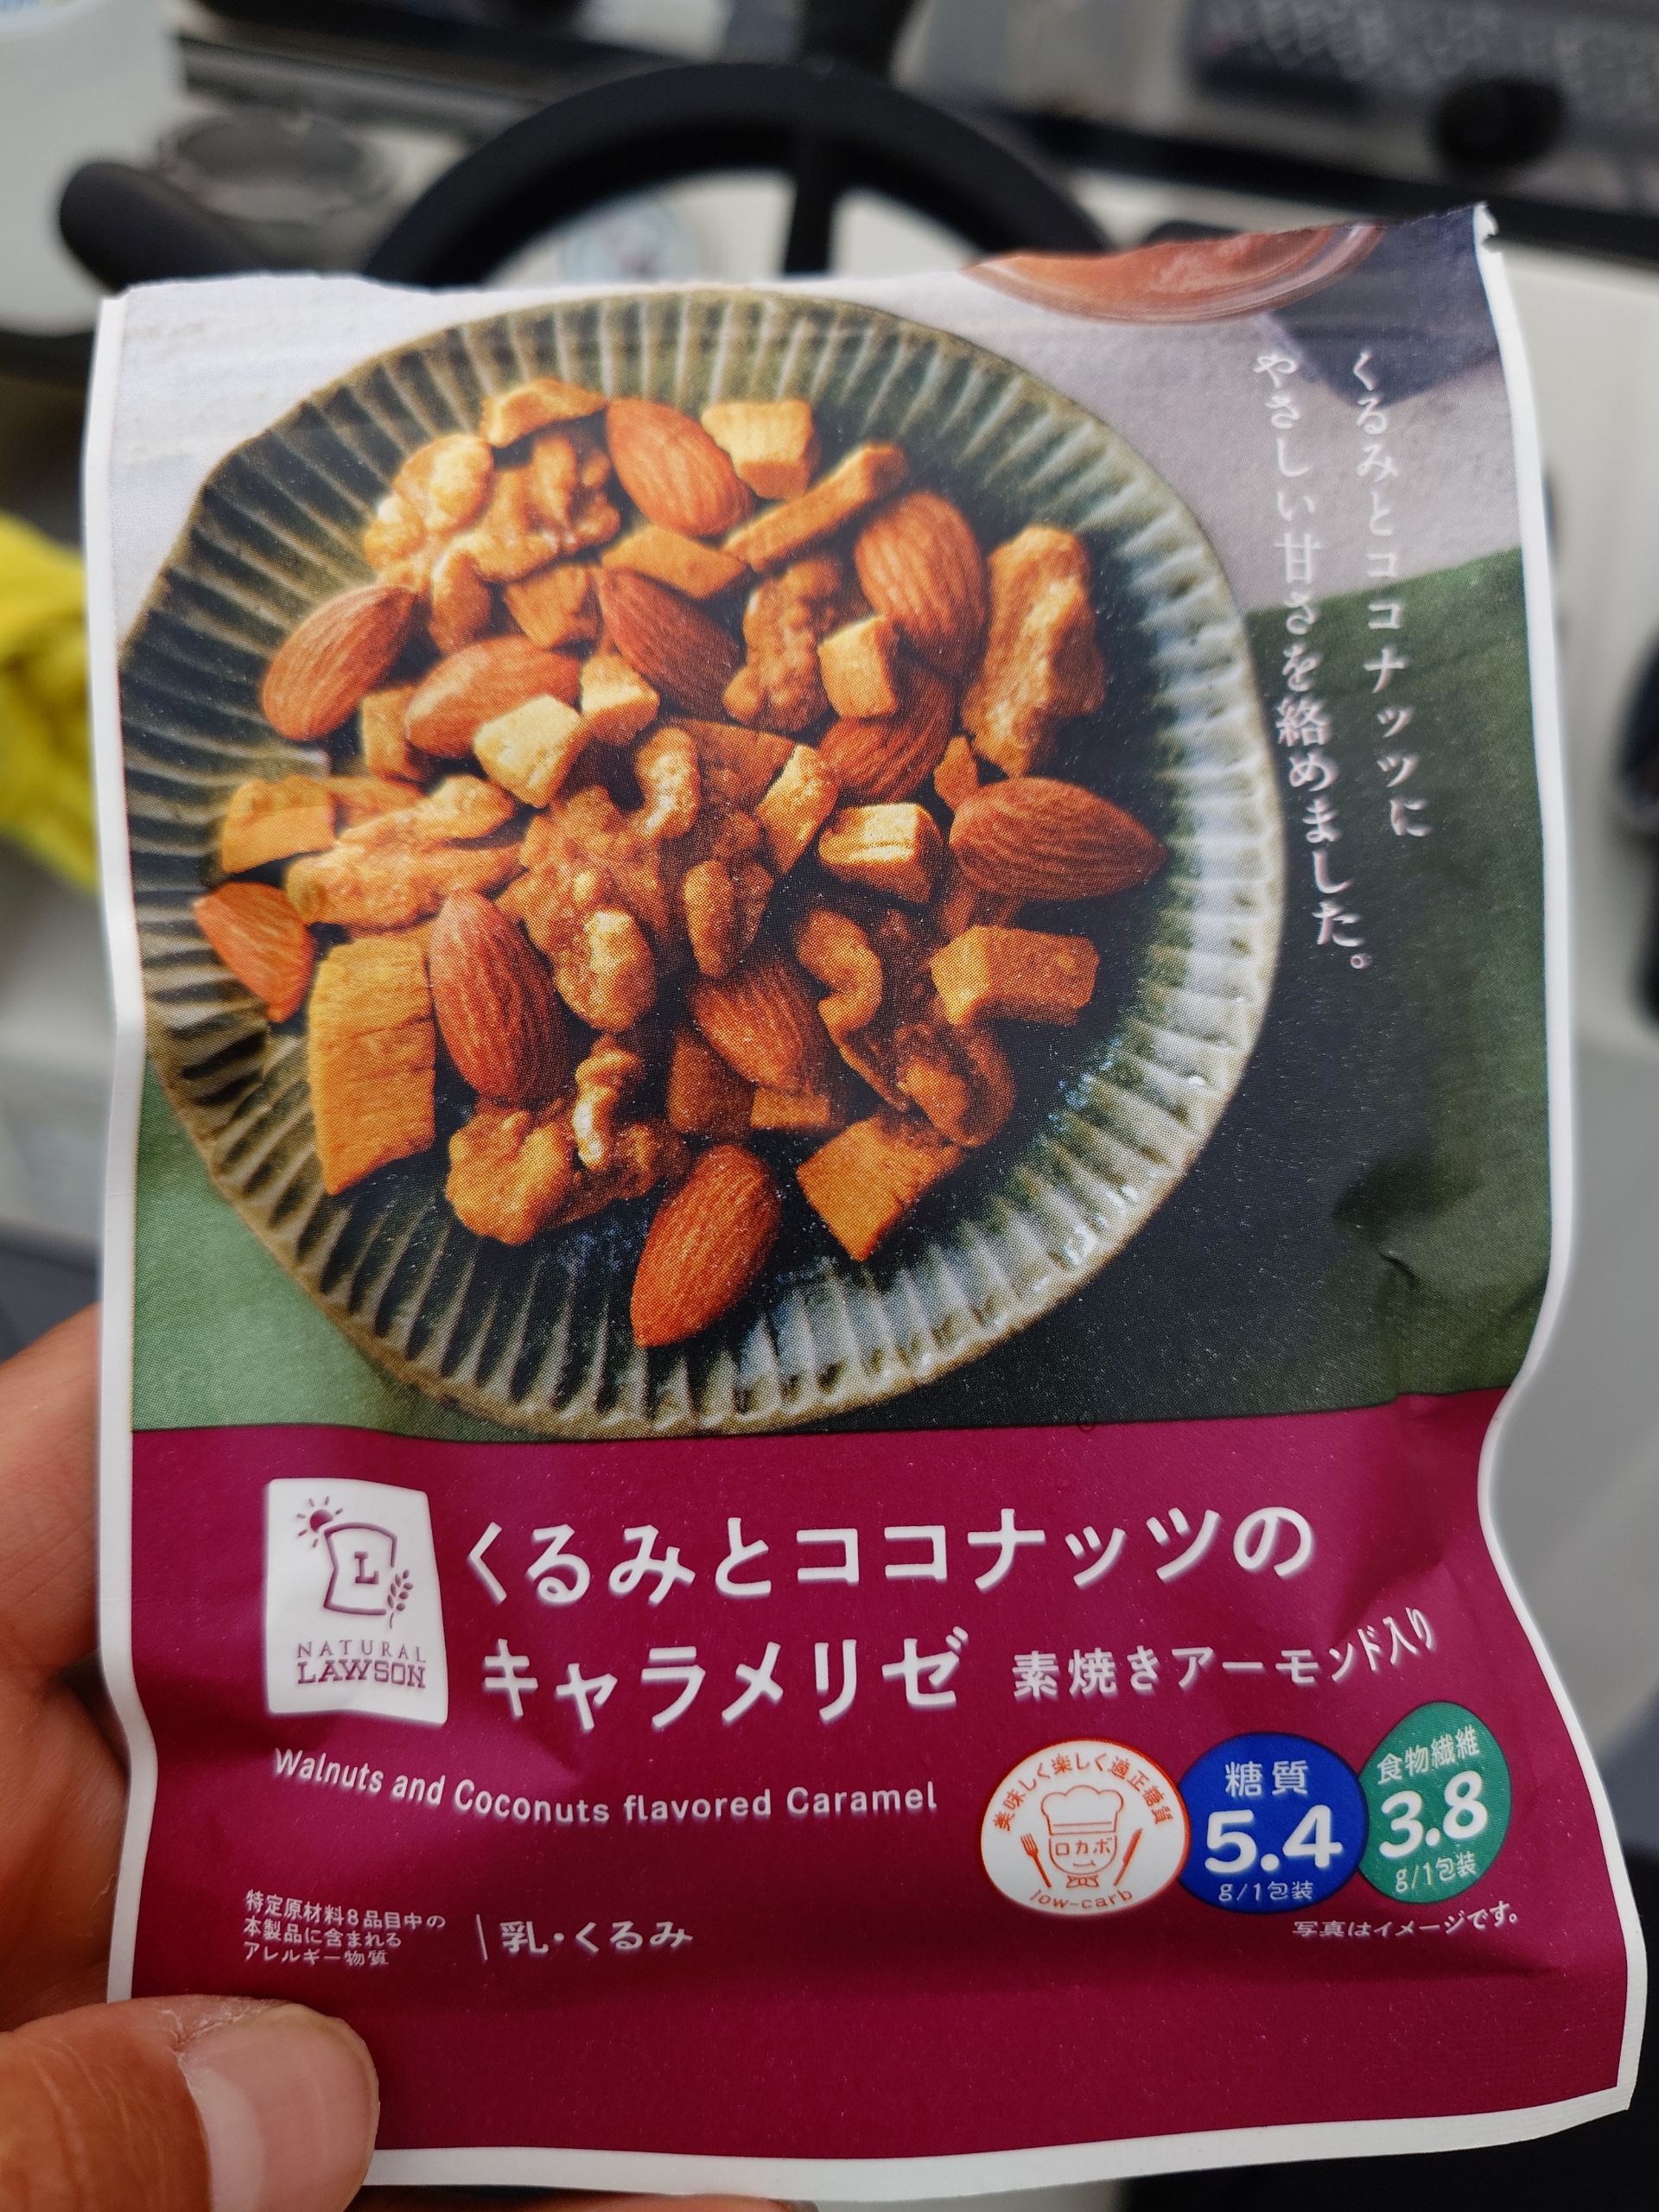 くるみとココナッツに
やさしい甘さを絡めました。
L
NATURAL
LAWSON
くるみとココナッツの
キャラメリゼ 素焼きアーモンド入り
Walnuts and Coconuts flavored Caramel
美味しく楽しく適正糖質
ロカボ
low-carb
糖質
5.4
g/1包装
食物繊維
3.8
g/1包装
写真はイメージです。
特定原材料8品目中の
本製品に含まれる
アレルギー物質
乳・くるみ